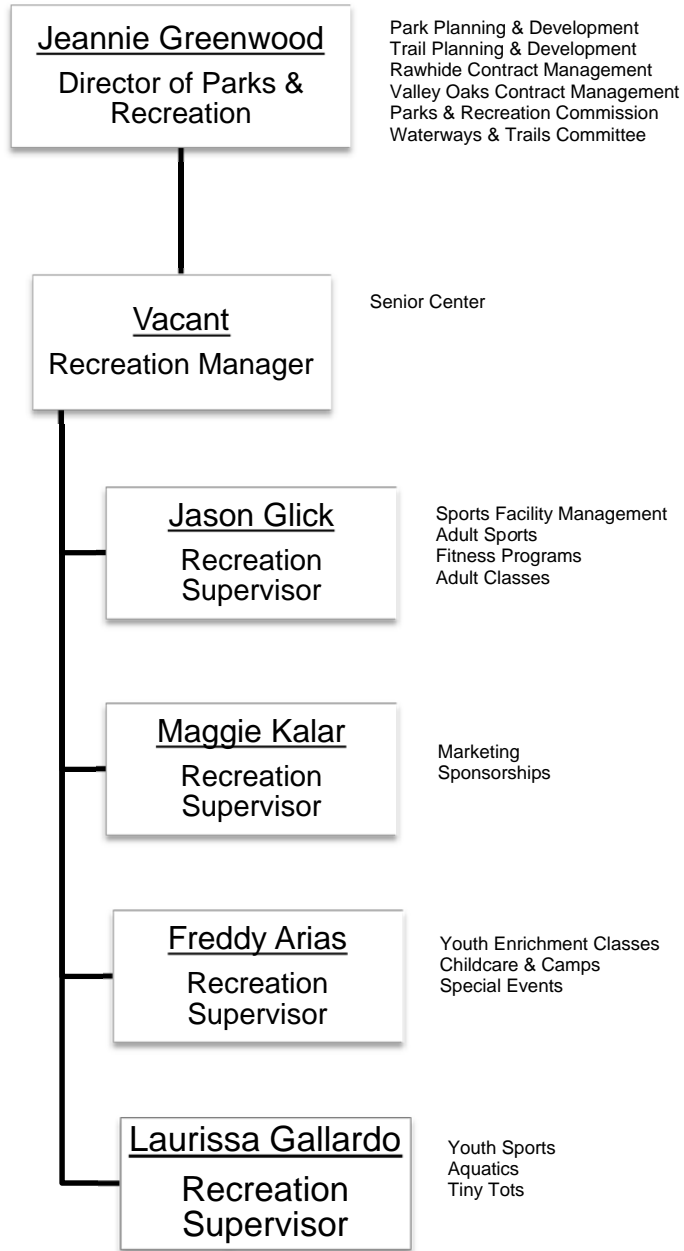 Jeannie Greenwood
Director of Parks &
Recreation
Park Planning & Development
Trail Planning & Development
Rawhide Contract Management
Valley Oaks Contract Management
Parks & Recreation Commission
Waterways & Trails Committee
Vacant
Recreation Manager
Senior Center
Jason Glick
Recreation
Supervisor
Sports Facility Management
Adult Sports
Fitness Programs
Adult Classes
Maggie Kalar
Recreation
Supervisor
Marketing
Sponsorships
Freddy Arias
Recreation
Supervisor
Youth Enrichment Classes
Childcare & Camps
Special Events
Laurissa Gallardo
Recreation
Supervisor
Youth Sports
Aquatics
Tiny Tots